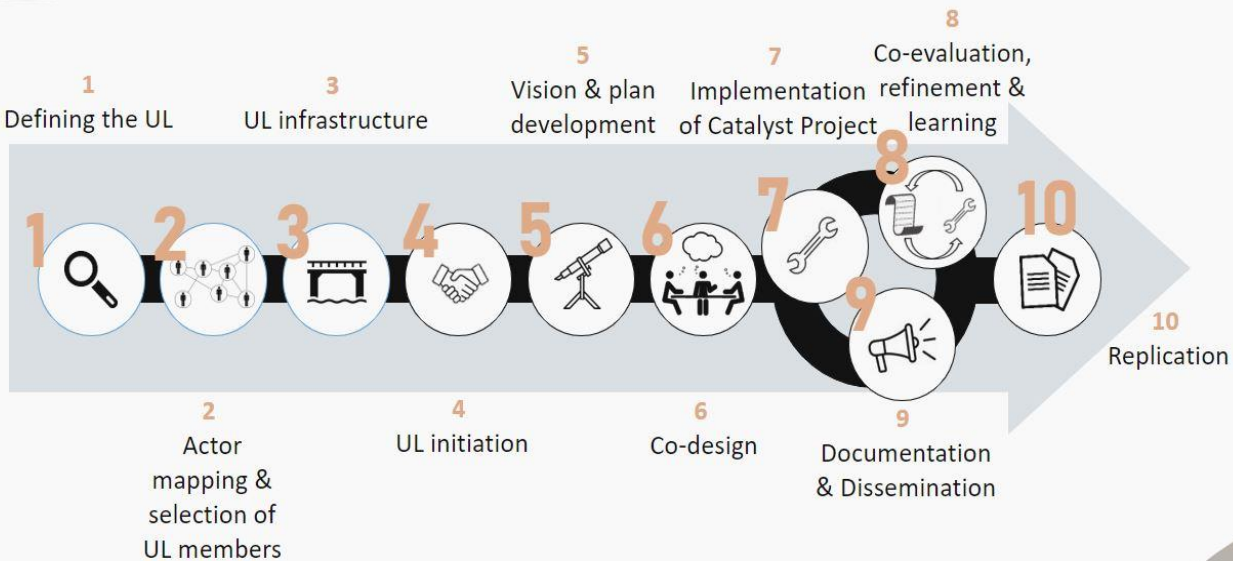 1
Defining the UL
3
UL infrastructure
5
Vision & plan
development
7
Implementation
of Catalyst Project
8
Co-evaluation,
refinement &
learning
1
2
3
4
5
6
7
8
9
10
2
Actor
mapping &
selection of
UL members
4
UL initiation
6
Co-design
9
Documentation
& Dissemination
10
Replication